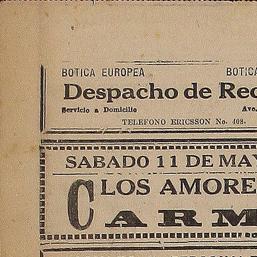 BOTICA EUROPEA BOTICA
Despacho de Rec
Servicio a Domicilio Ave.
TELEFONO ERICSSON No. 408.
SABADO 11 DE MAY
C LOS AMORE
ARM